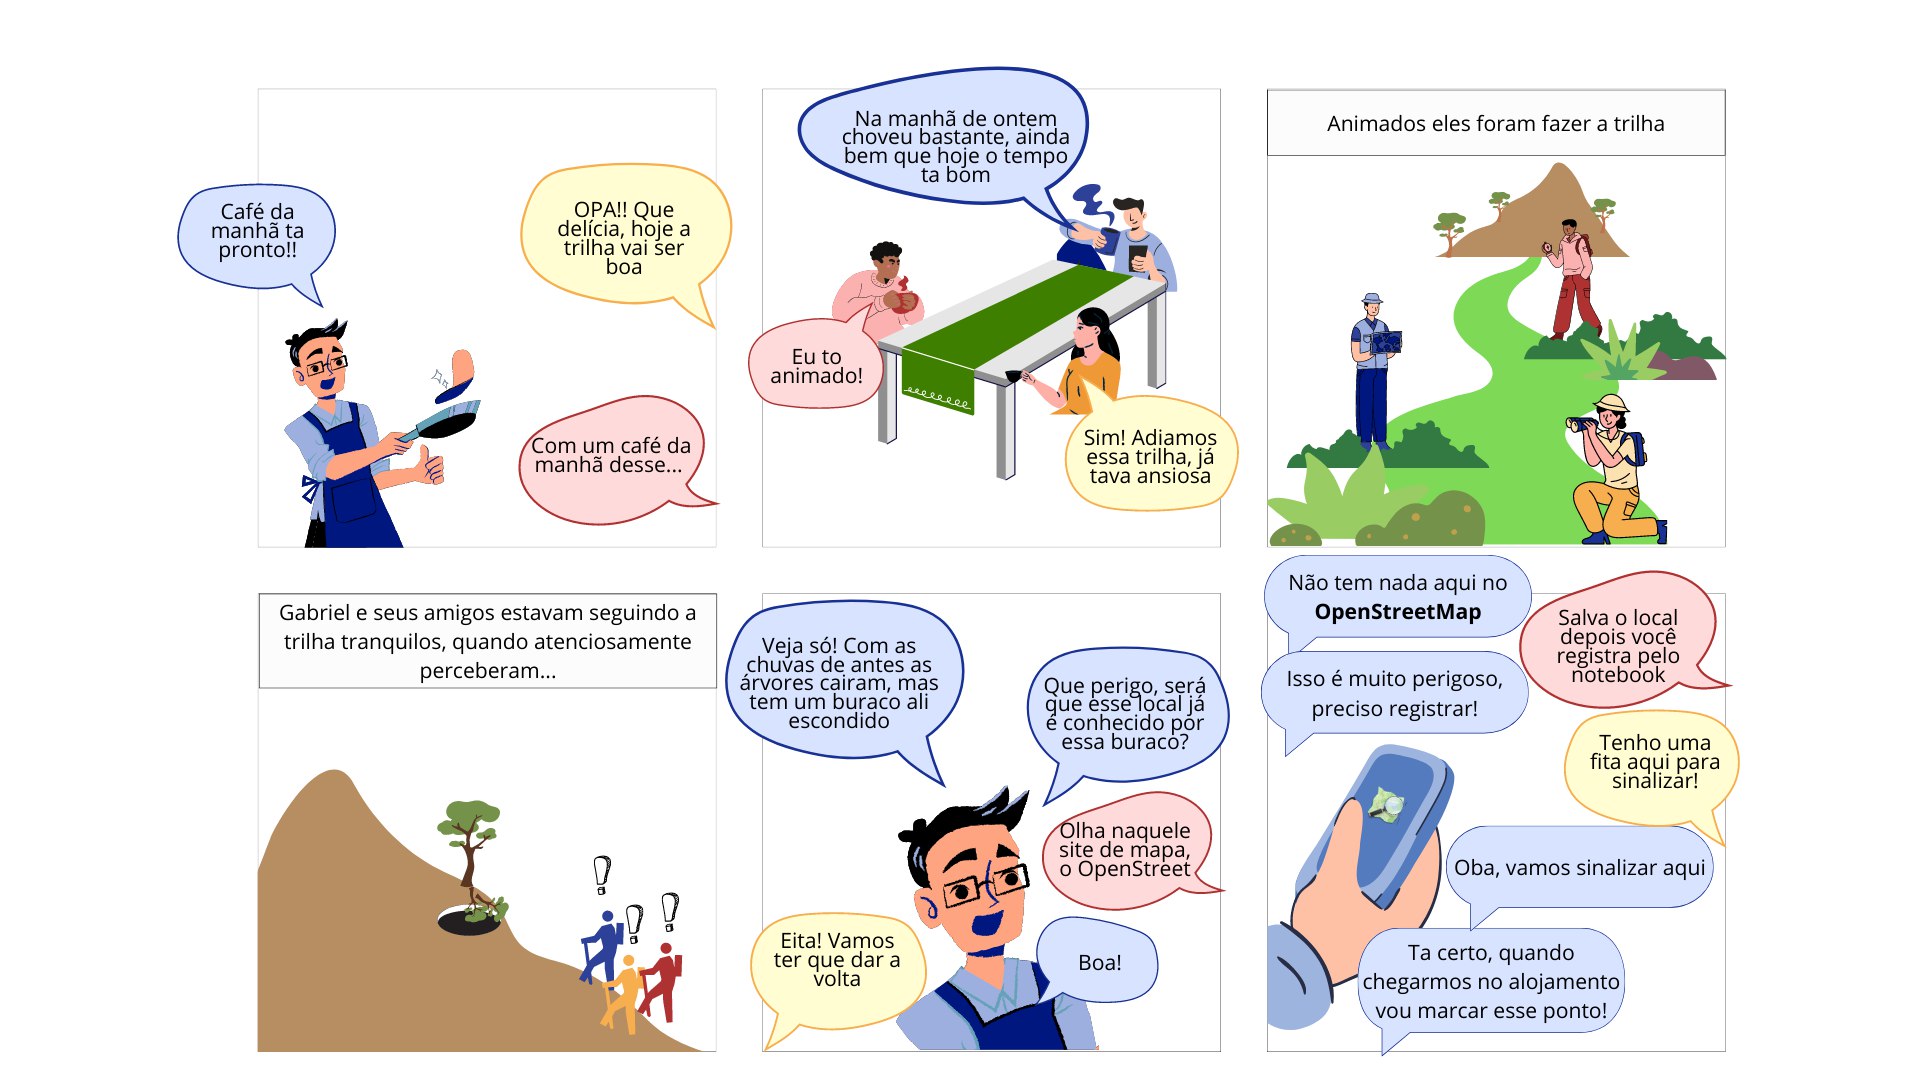 Café da
manhã ta
pronto!!
OPA!! Que
delícia, hoje a
trilha vai ser
boa
Com um café da
manhã desse...
Na manhã de ontem
choveu bastante, ainda
bem que hoje o tempo
ta bom
Eu to
animado!
Sim! Adiamos
essa trilha, já
tava ansiosa
Animados eles foram fazer a trilha
Gabriel e seus amigos estavam seguindo a
trilha tranquilos, quando atenciosamente
perceberam...
Veja só! Com as
chuvas de antes as
árvores cairam, mas
tem um buraco ali
escondido
Que perigo, será
que esse local já
é conhecido por
essa buraco?
Olha naquele
site de mapa,
o OpenStreet
Eita! Vamos
ter que dar a
volta
Boa!
Não tem nada aqui no
OpenStreetMap
Salva o local
depois você
registra pelo
notebook
Isso é muito perigoso,
preciso registrar!
Tenho uma
fita aqui para
sinalizar!
Oba, vamos sinalizar aqui
Ta certo, quando
chegarmos no alojamento
vou marcar esse ponto!